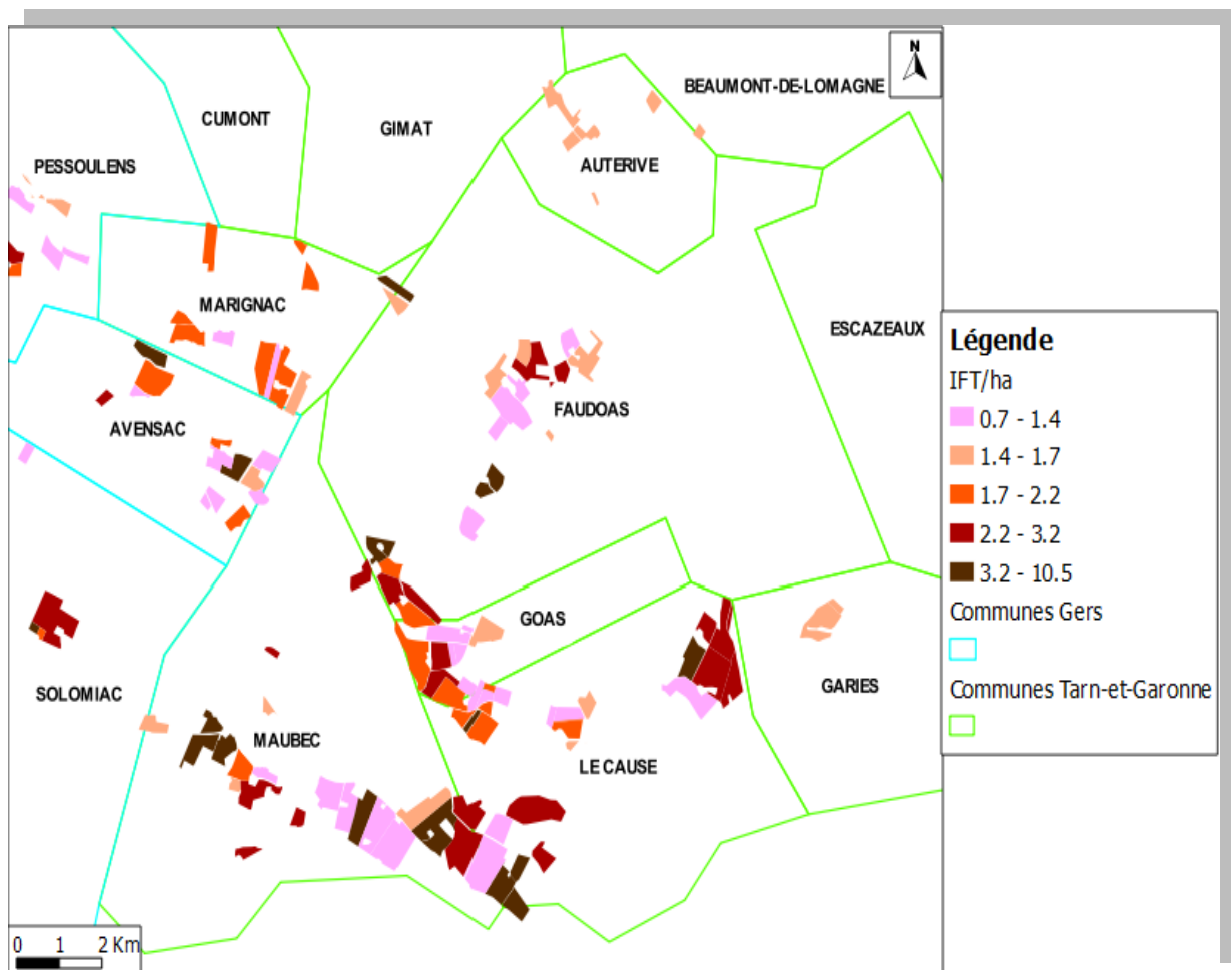 N
BEAUMONT-DE-LOMAGNE
CUMONT
GIMAT
PESSOULENS
AUTERIVE
MARIGNAC
ESCAZEAUX
FAUDOAS
AVENSAC
GOAS
SOLOMIAC
GARIES
MAUBEC
LE CAUSE
0 1 2 Km
Légende
IFT/ha
0.7 - 1.4
1.4 - 1.7
1.7 - 2.2
2.2 - 3.2
3.2 - 10.5
Communes Gers
Communes Tarn-et-Garonne